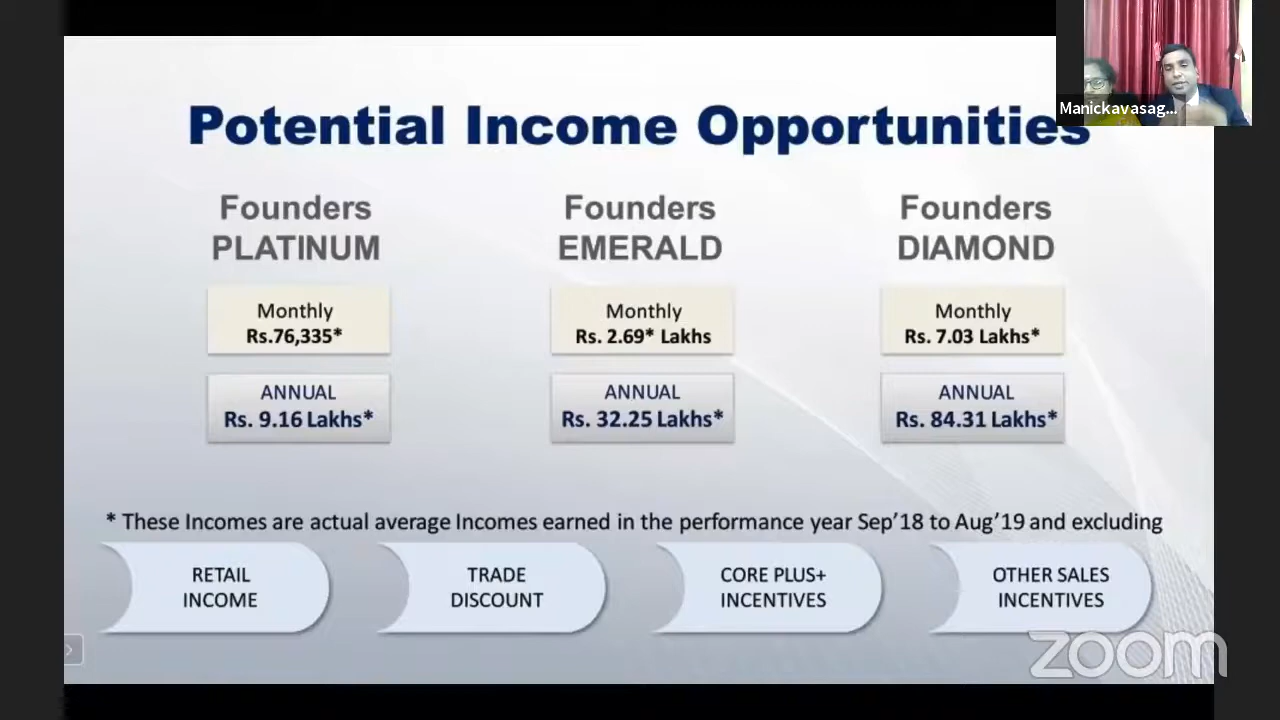 Manickavasag...
Potential Income Opportunities
Founders
PLATINUM
Monthly
Rs.76,335*
ANNUAL
Rs. 9.16 Lakhs*
Founders
EMERALD
Monthly
Rs. 2.69* Lakhs
ANNUAL
Rs. 32.25 Lakhs*
Founders
DIAMOND
Monthly
Rs. 7.03 Lakhs*
ANNUAL
Rs. 84.31 Lakhs*
* These Incomes are actual average Incomes earned in the performance year Sep'18 to Aug'19 and excluding
RETAIL
INCOME
TRADE
DISCOUNT
CORE PLUS+
INCENTIVES
OTHER SALES
INCENTIVES
zoom